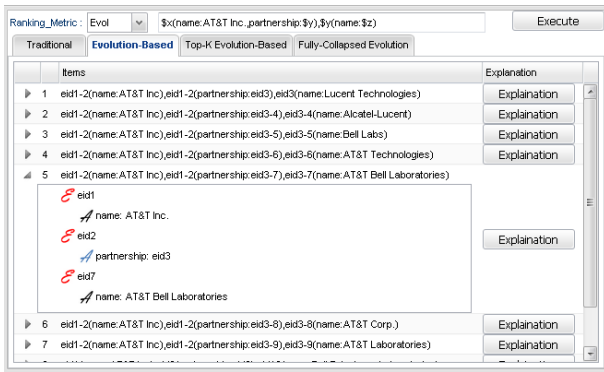 Ranking_Metric : Evol $x(name:AT&T Inc.,partnership:$y),$y(name:$z) Execute
Traditional Evolution-Based Top-K Evolution-Based Fully-Collapsed Evolution
Items Explanation
1 eid1-2(name:AT&T Inc),eid1-2(partnership:eid3),eid3(name:Lucent Technologies) Explaination
2 eid1-2(name:AT&T Inc),eid1-2(partnership:eid3-4),eid3-4(name:Alcatel-Lucent) Explaination
3 eid1-2(name:AT&T Inc),eid1-2(partnership:eid3-5),eid3-5(name:Bell Labs) Explaination
4 eid1-2(name:AT&T Inc),eid1-2(partnership:eid3-6),eid3-6(name:AT&T Technologies) Explaination
5 eid1-2(name:AT&T Inc),eid1-2(partnership:eid3-7),eid3-7(name:AT&T Bell Laboratories)
E eid1
A name: AT&T Inc.
E eid2
Explaination
A partnership: eid3
E eid7
A name: AT&T Bell Laboratories
6 eid1-2(name:AT&T Inc),eid1-2(partnership:eid3-8),eid3-8(name:AT&T Corp.) Explaination
7 eid1-2(name:AT&T Inc),eid1-2(partnership:eid3-9),eid3-9(name:AT&T Laboratories) Explaination